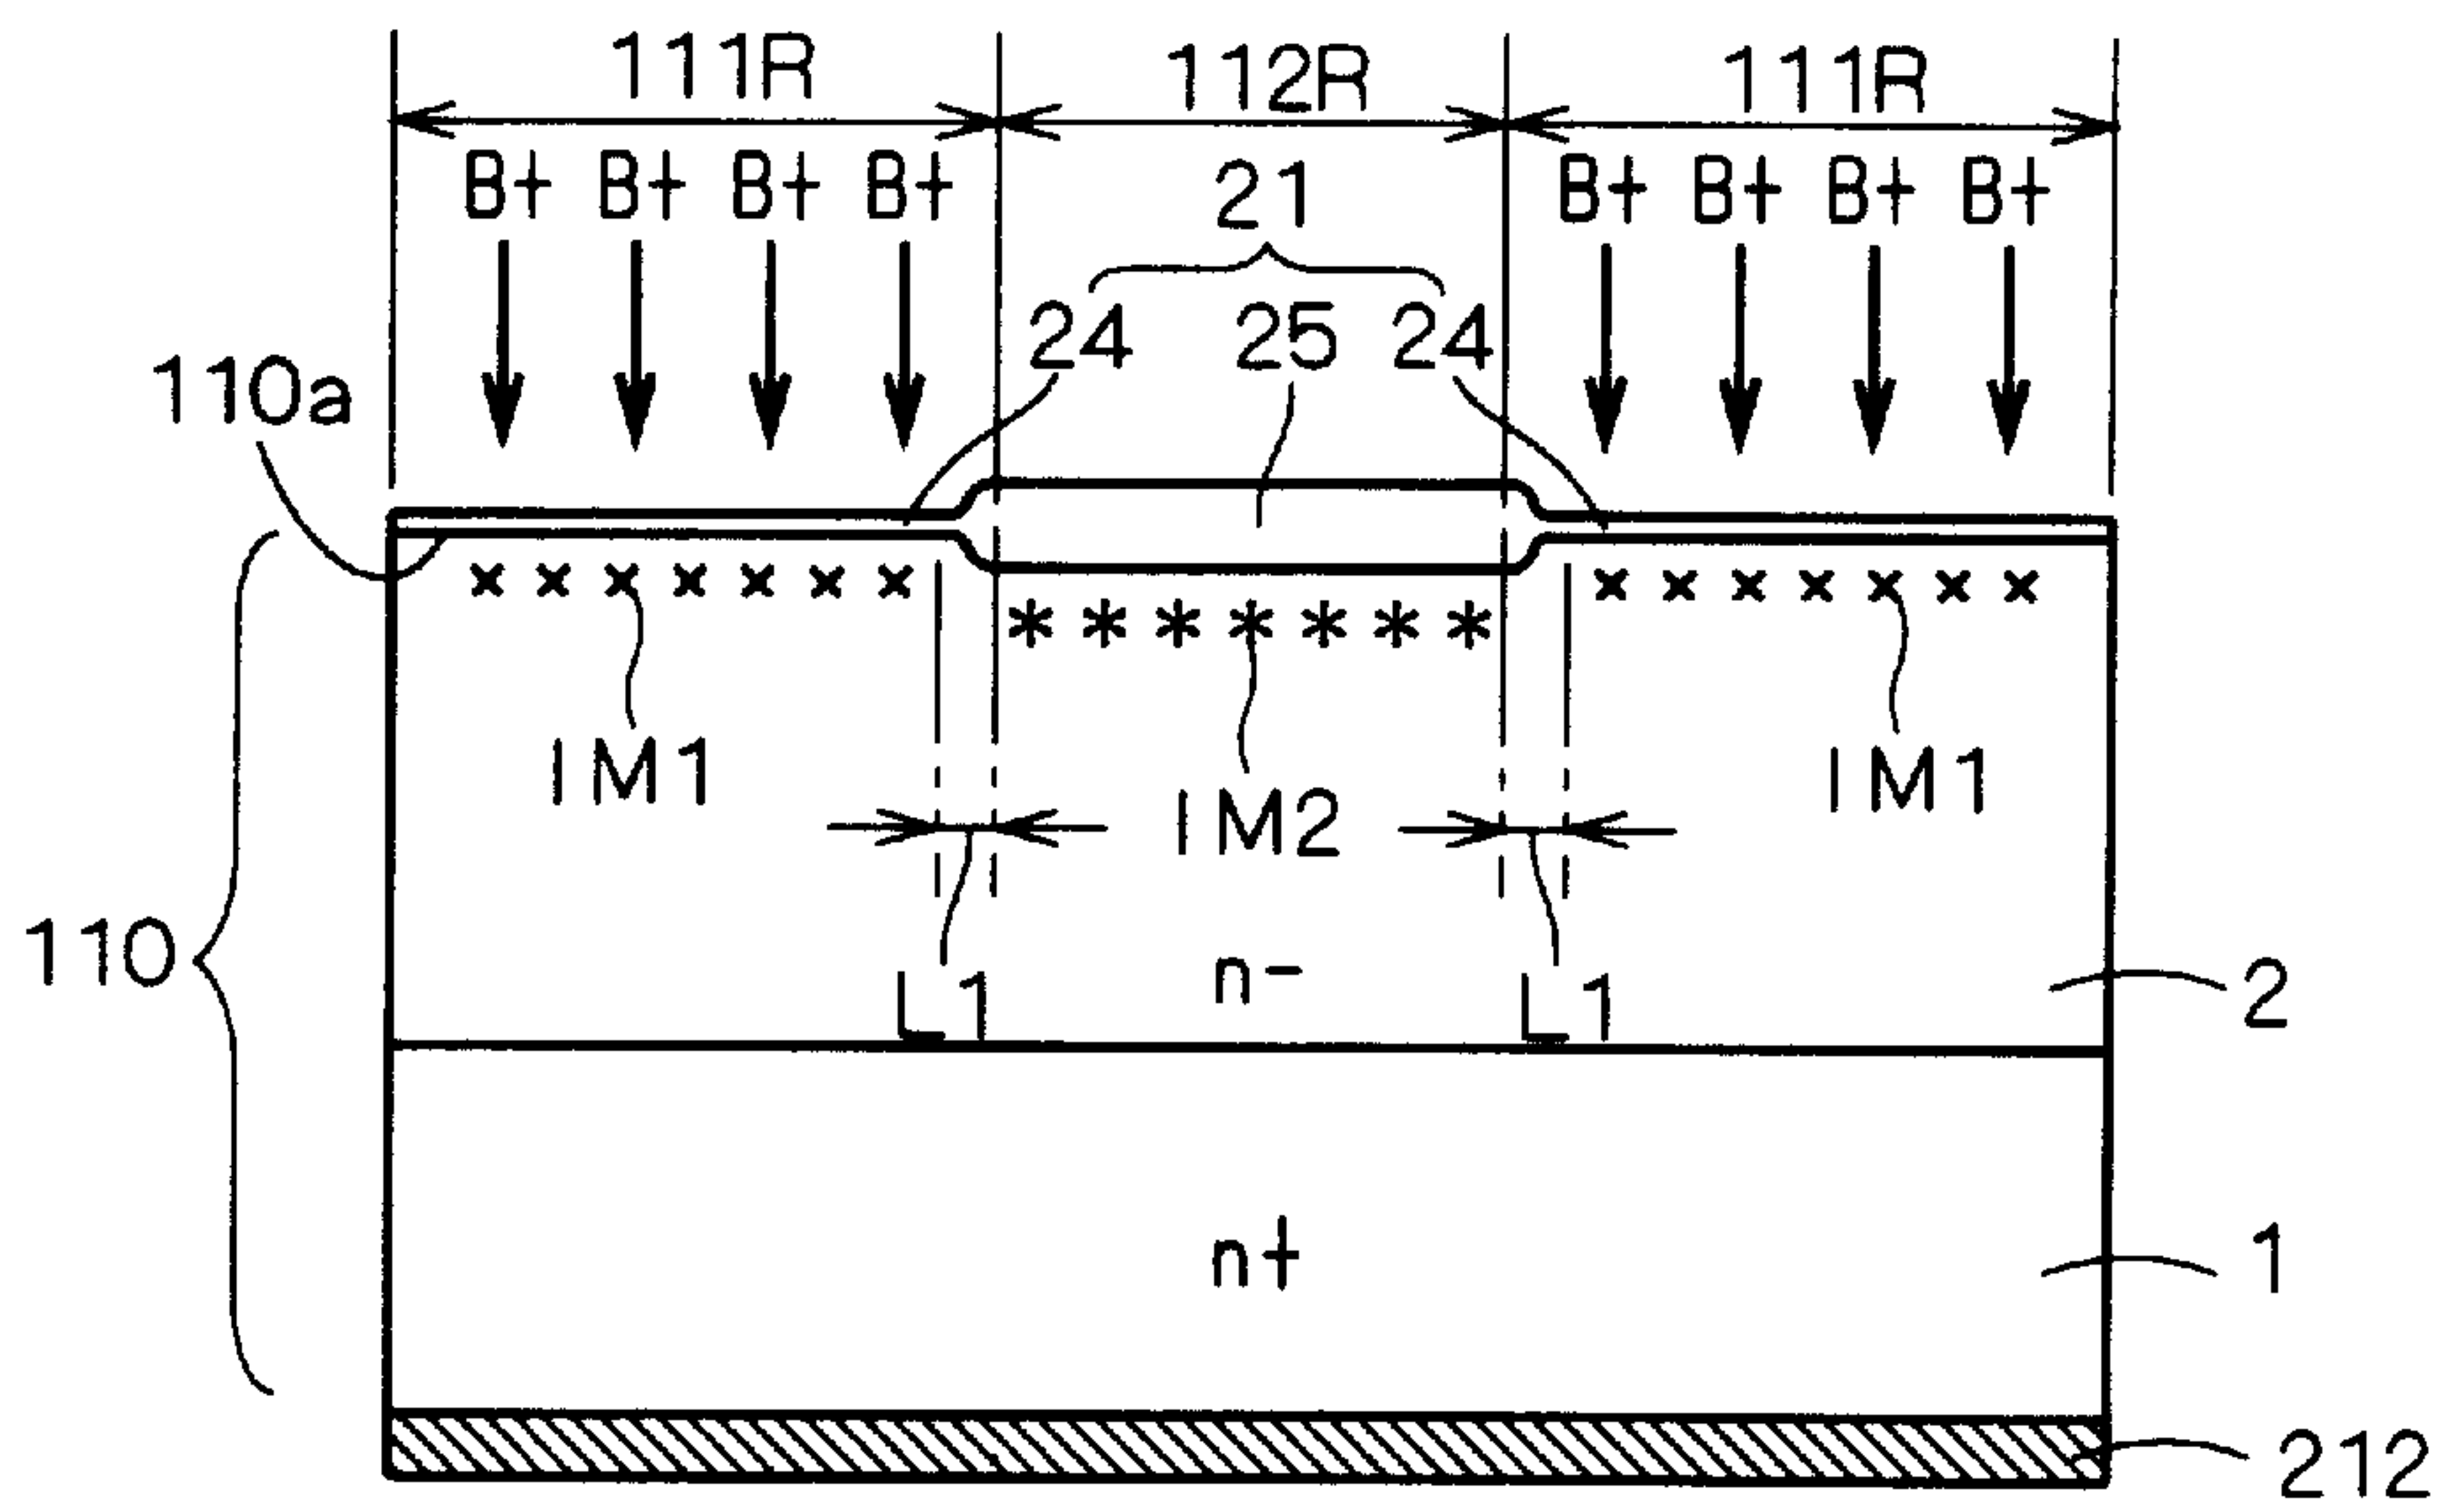 111R 112R 111R
B+ B+ B+ B+ B+ B+ B+ B+
21
24 25 24
110a
IM1 IM2 IM1
110
L1 n- L1 2
n+ 1
212